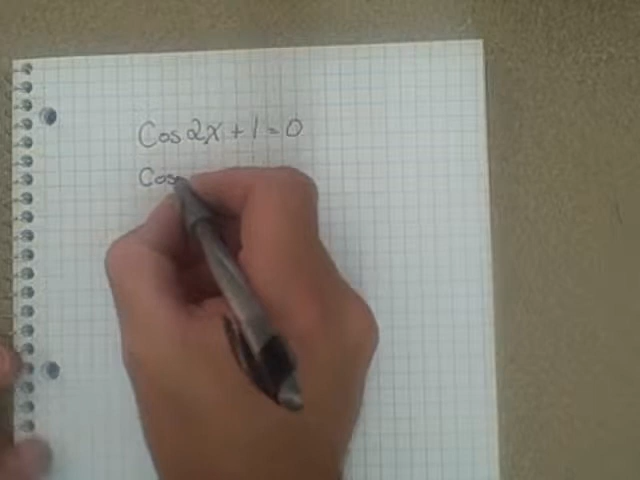 Cos 2x + 1 = 0
Cos